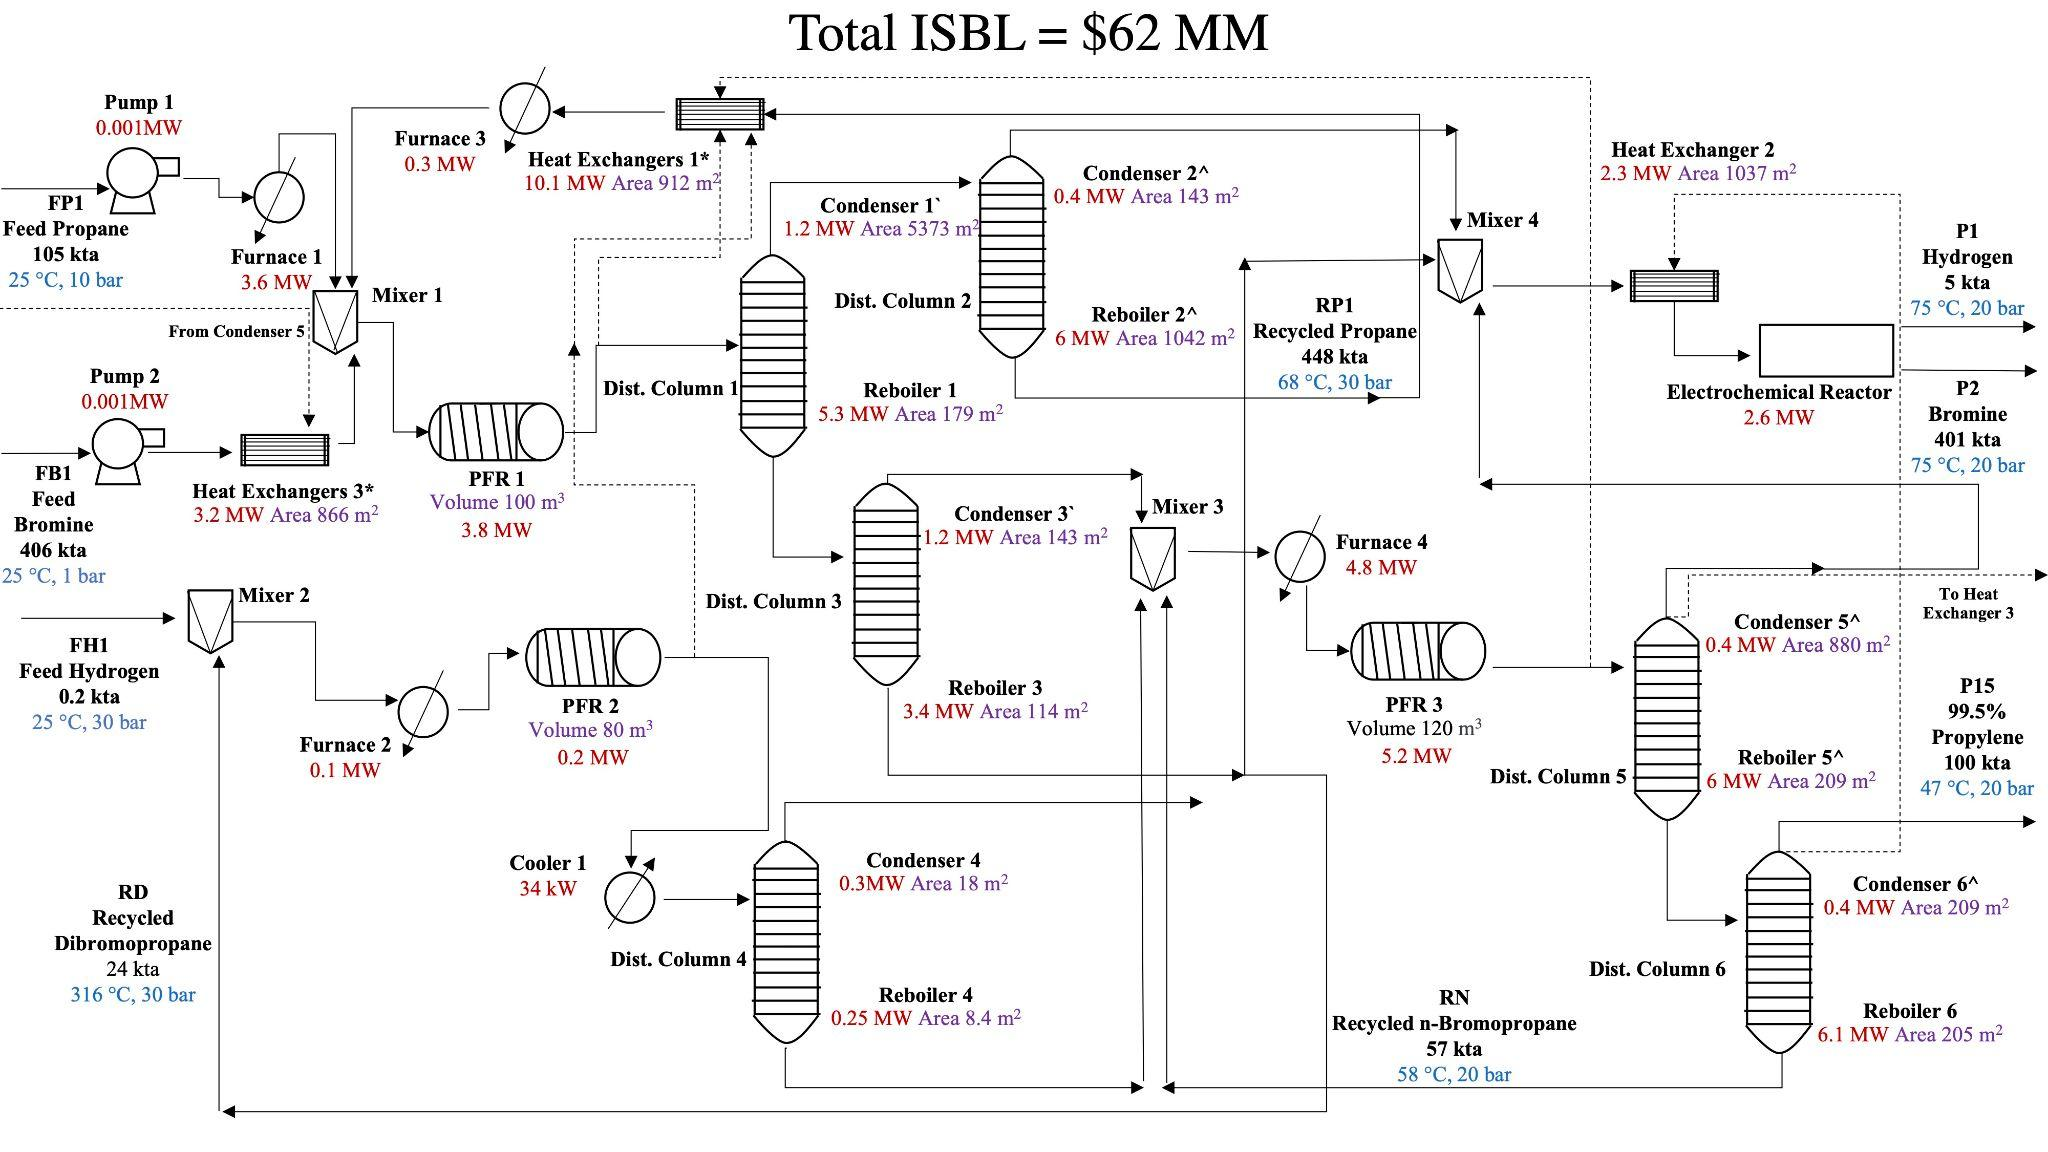 Total ISBL = $62 MM
Pump 1
0.001MW
FP1
Feed Propane
105 kta
25 °C, 10 bar
Furnace 1
3.6 MW
Furnace 3
0.3 MW
Heat Exchangers 1*
10.1 MW Area 912 m²
Mixer 1
From Condenser 5
Pump 2
0.001MW
FB1
Feed
Bromine
406 kta
25 °C, 1 bar
Heat Exchangers 3*
3.2 MW Area 866 m²
PFR 1
Volume 100 m³
3.8 MW
Condenser 1`
1.2 MW Area 5373 m²
Dist. Column 1
Reboiler 1
5.3 MW Area 179 m²
Condenser 2^
0.4 MW Area 143 m²
Dist. Column 2
Reboiler 2^
6 MW Area 1042 m²
RP1
Recycled Propane
448 kta
68 °C, 30 bar
Mixer 4
Heat Exchanger 2
2.3 MW Area 1037 m²
Electrochemical Reactor
2.6 MW
P1
Hydrogen
5 kta
75 °C, 20 bar
P2
Bromine
401 kta
75 °C, 20 bar
Condenser 3`
1.2 MW Area 143 m²
Dist. Column 3
Reboiler 3
3.4 MW Area 114 m²
Mixer 3
Furnace 4
4.8 MW
PFR 3
Volume 120 m³
5.2 MW
To Heat
Exchanger 3
Condenser 5^
0.4 MW Area 880 m²
Dist. Column 5
Reboiler 5^
6 MW Area 209 m²
P15
99.5%
Propylene
100 kta
47 °C, 20 bar
Mixer 2
FH1
Feed Hydrogen
0.2 kta
25 °C, 30 bar
Furnace 2
0.1 MW
PFR 2
Volume 80 m³
0.2 MW
Cooler 1
34 kW
Condenser 4
0.3MW Area 18 m²
Dist. Column 4
Reboiler 4
0.25 MW Area 8.4 m²
RD
Recycled
Dibromopropane
24 kta
316 °C, 30 bar
RN
Recycled n-Bromopropane
57 kta
58 °C, 20 bar
Condenser 6^
0.4 MW Area 209 m²
Dist. Column 6
Reboiler 6
6.1 MW Area 205 m²